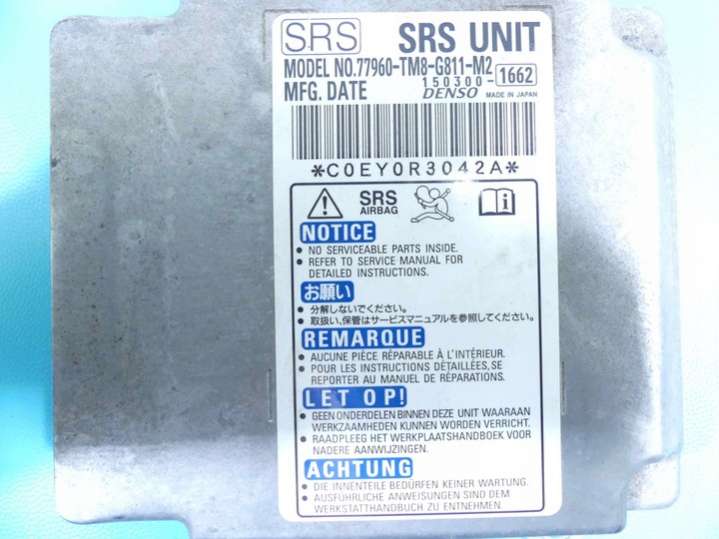 SRS SRS UNIT
MODEL NO.77960-TM8-G811-M2
150300-1662
MFG. DATE DENSO MADE IN JAPAN
*C0EY0R3042A*
SRS
AIRBAG
NOTICE
● NO SERVICEABLE PARTS INSIDE.
● REFER TO SERVICE MANUAL FOR
DETAILED INSTRUCTIONS.
お願い
● 分解しないでください。
● 取扱い、保管はサービスマニュアルを参照してください。
REMARQUE
● AUCUNE PIÈCE RÉPARABLE À L'INTÉRIEUR.
● POUR LES INSTRUCTIONS DÉTAILLÉES, SE
REPORTER AU MANUEL DE RÉPARATIONS.
LET OP!
● GEEN ONDERDELEN BINNEN DEZE UNIT WAARAAN
WERKZAAMHEDEN KUNNEN WORDEN VERRICHT.
● RAADPLEEG HET WERKPLAATSHANDBOEK VOOR
NADERE AANWIJZINGEN.
ACHTUNG
● DIE INNENTEILE BEDÜRFEN KEINER WARTUNG.
● AUSFÜHRLICHE ANWEISUNGEN SIND DEM
WERKSTATTHANDBUCH ZU ENTNEHMEN.